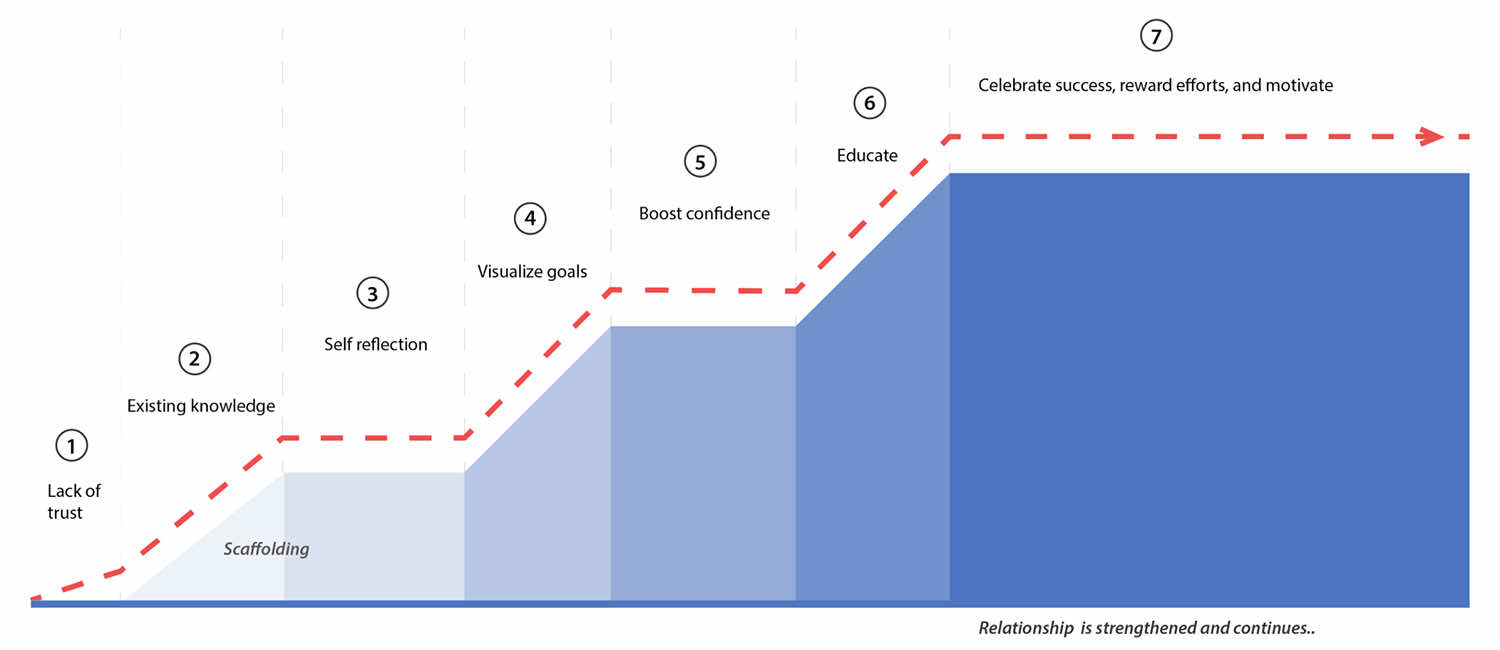 1
Lack of
trust
2
Existing knowledge
3
Self reflection
4
Visualize goals
5
Boost confidence
6
Educate
7
Celebrate success, reward efforts, and motivate
Scaffolding
Relationship is strengthened and continues..